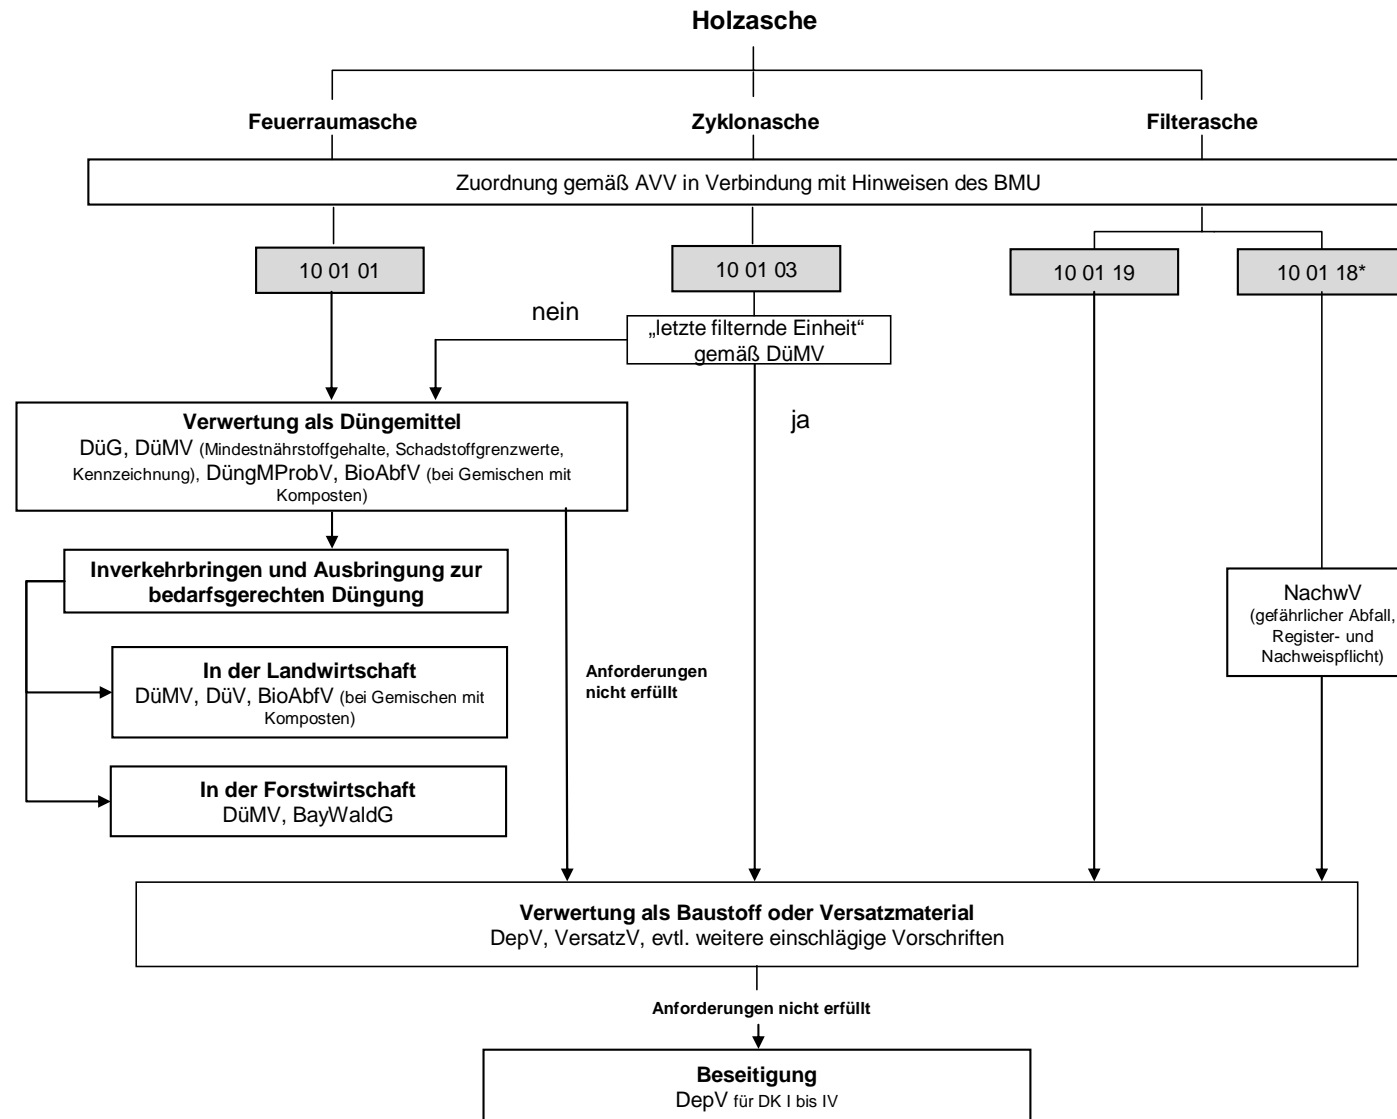 Holzasche
Feuerraumasche
Zyklonasche
Filterasche
Zuordnung gemäß AVV in Verbindung mit Hinweisen des BMU
10 01 01
10 01 03
10 01 19
10 01 18*
nein
„letzte filternde Einheit“
gemäß DüMV
ja
Verwertung als Düngemittel
DüG, DüMV (Mindestnährstoffgehalte, Schadstoffgrenzwerte,
Kennzeichnung), DüngMProbV, BioAbfV (bei Gemischen mit
Komposten)
Inverkehrbringen und Ausbringung zur
bedarfsgerechten Düngung
NachwV
(gefährlicher Abfall,
Register- und
Nachweispflicht)
In der Landwirtschaft
DüMV, DüV, BioAbfV (bei Gemischen mit
Komposten)
Anforderungen
nicht erfüllt
In der Forstwirtschaft
DüMV, BayWaldG
Verwertung als Baustoff oder Versatzmaterial
DepV, VersatzV, evtl. weitere einschlägige Vorschriften
Anforderungen nicht erfüllt
Beseitigung
DepV für DK I bis IV